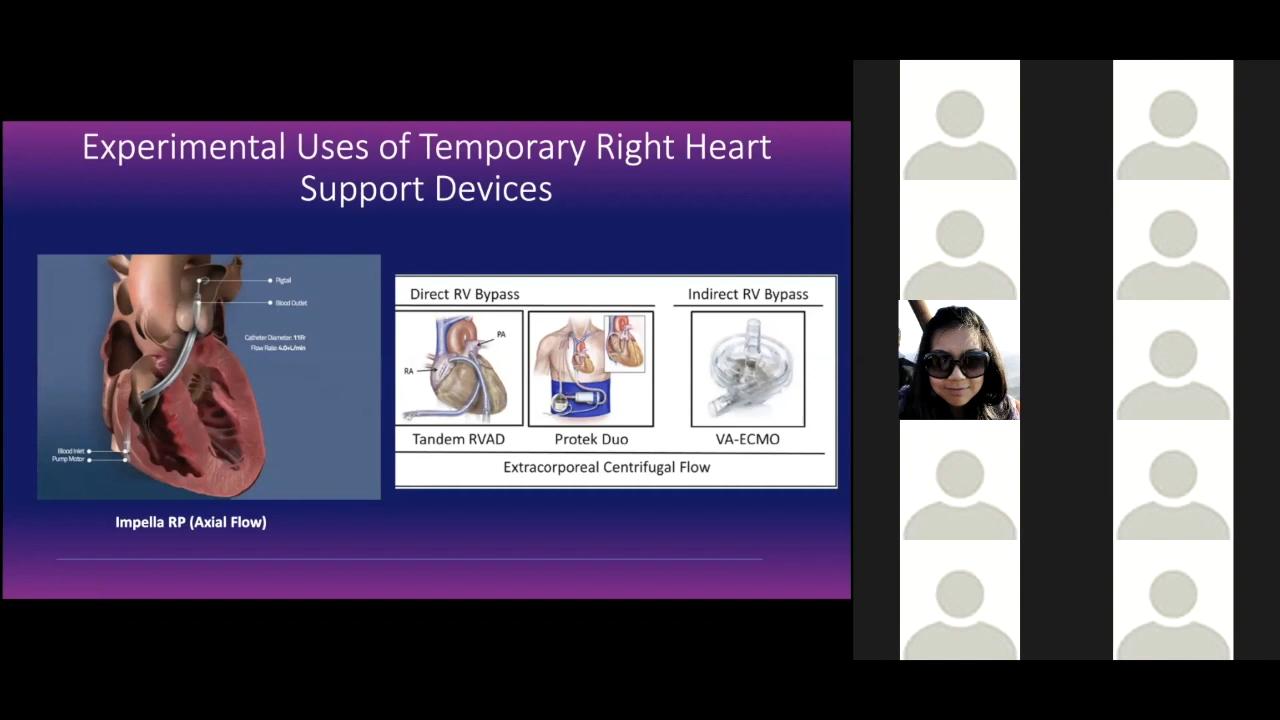 Experimental Uses of Temporary Right Heart
Support Devices
Pigtail
Blood Outlet
Catheter Diameter: 11Fr
Flow Rate: 4.0+L/min
Blood Inlet
Pump Motor
Impella RP (Axial Flow)
Direct RV Bypass
Indirect RV Bypass
PA
RA
Tandem RVAD
Protek Duo
VA-ECMO
Extracorporeal Centrifugal Flow